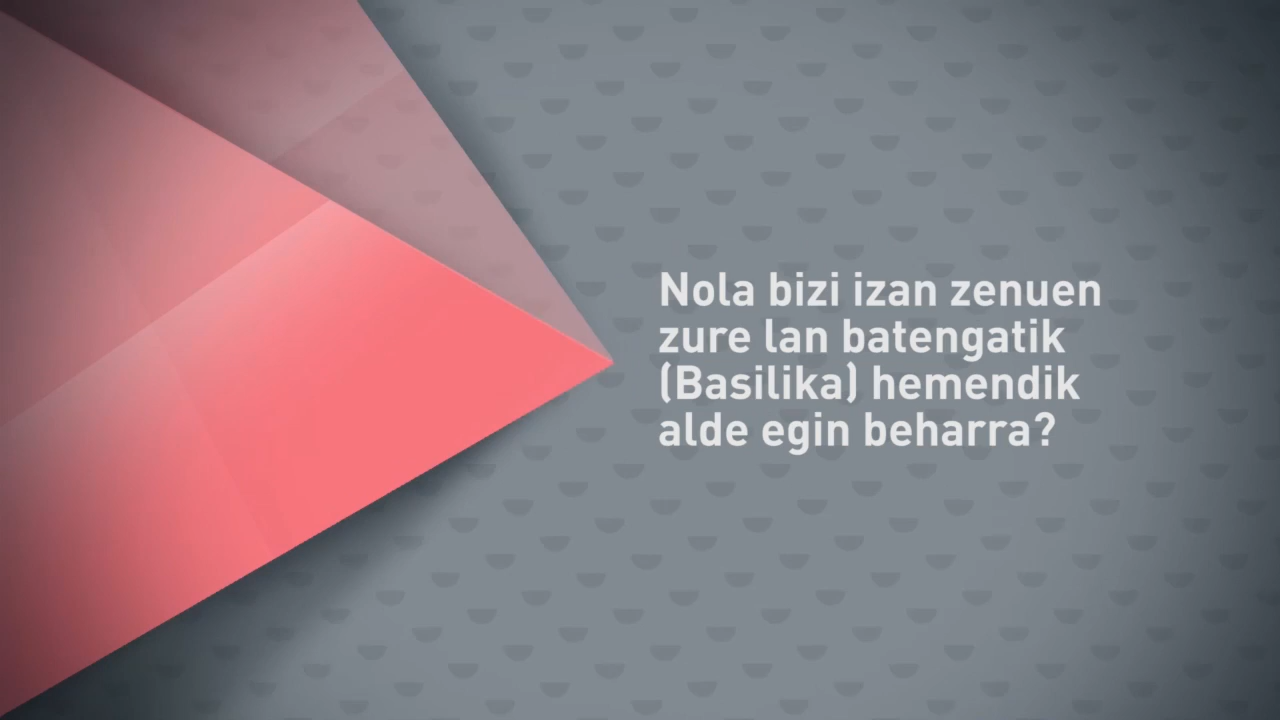 Nola bizi izan zenuen
zure lan batengatik
(Basilika) hemendik
alde egin beharra?